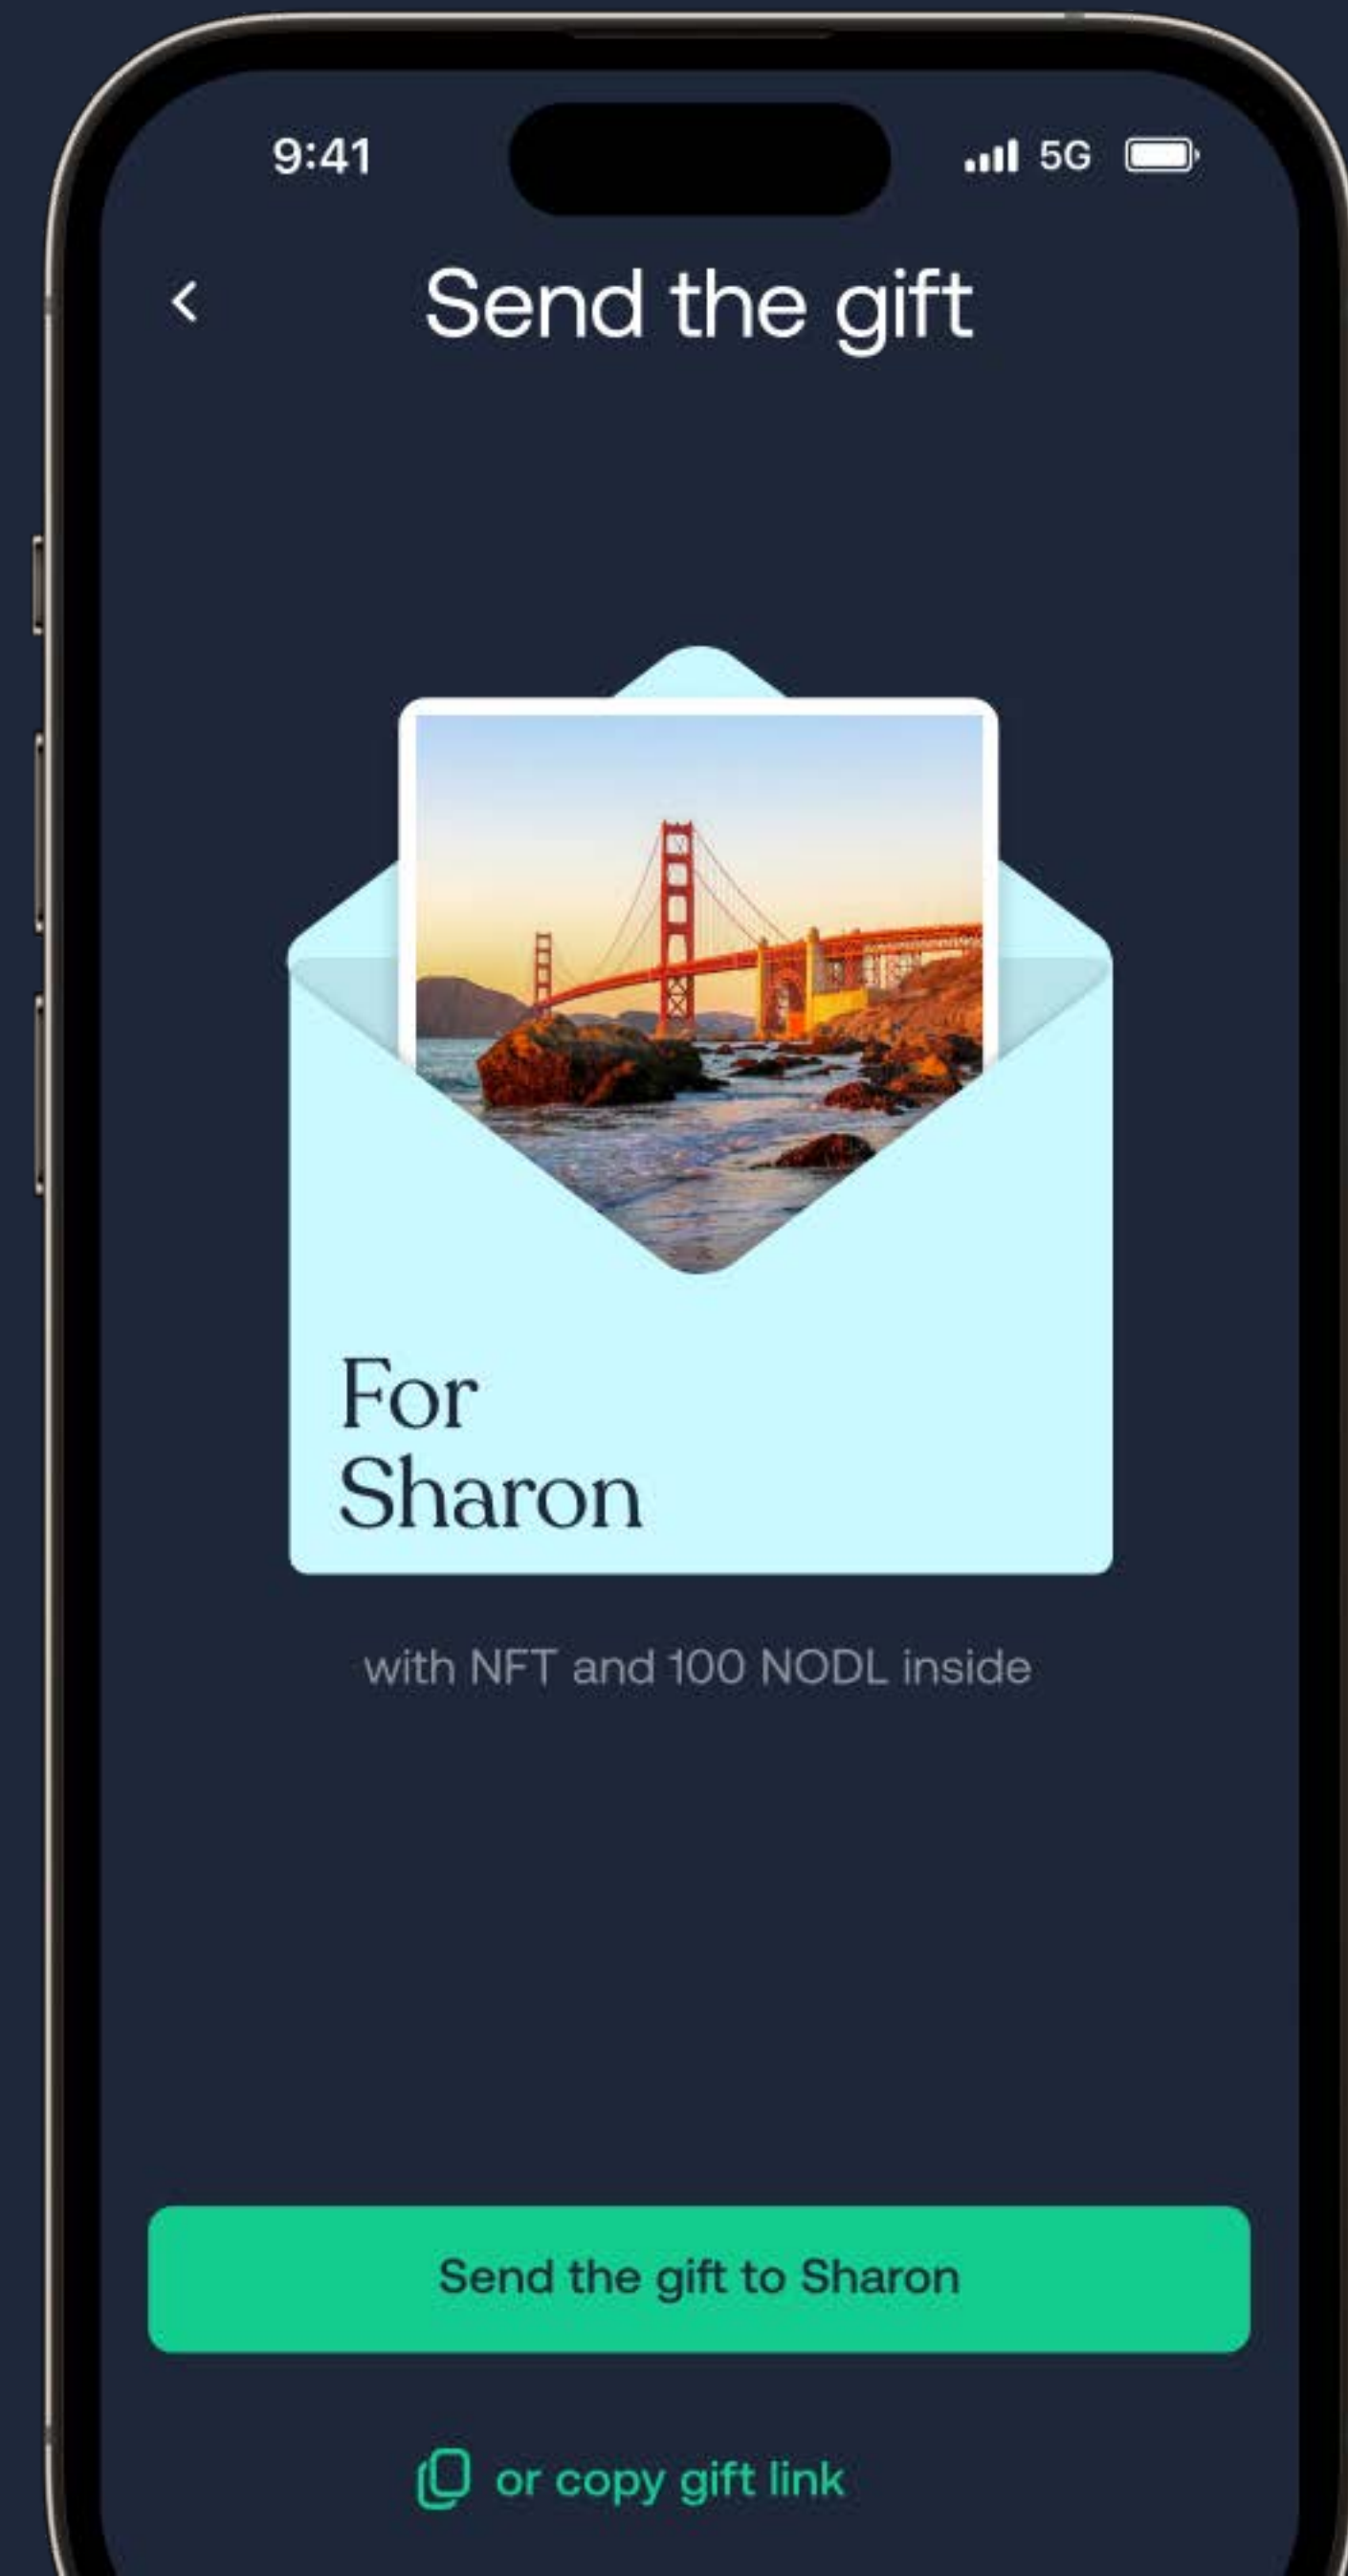 9:41
5G
Send the gift
For
Sharon
with NFT and 100 NODL inside
Send the gift to Sharon
or copy gift link